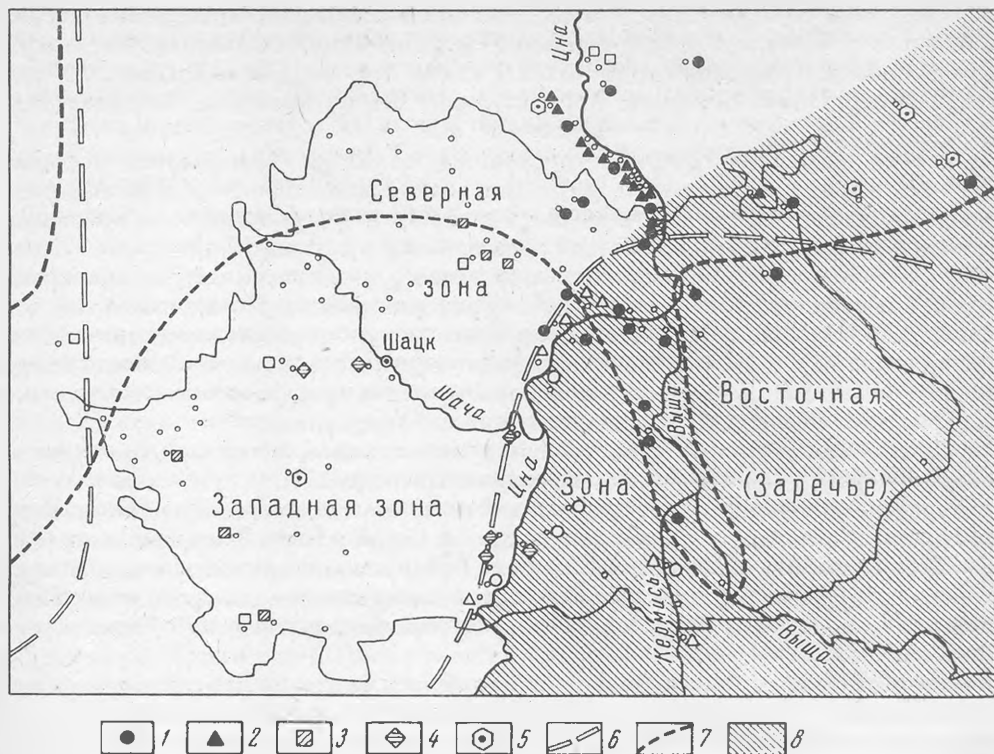 Цна
Северная
зона
Шацк
Шача
Восточная
Выша
Цна
Зона
(Заречье)
Западная зона
Кермись
Выша
1 2 3 4 5 6 7 8